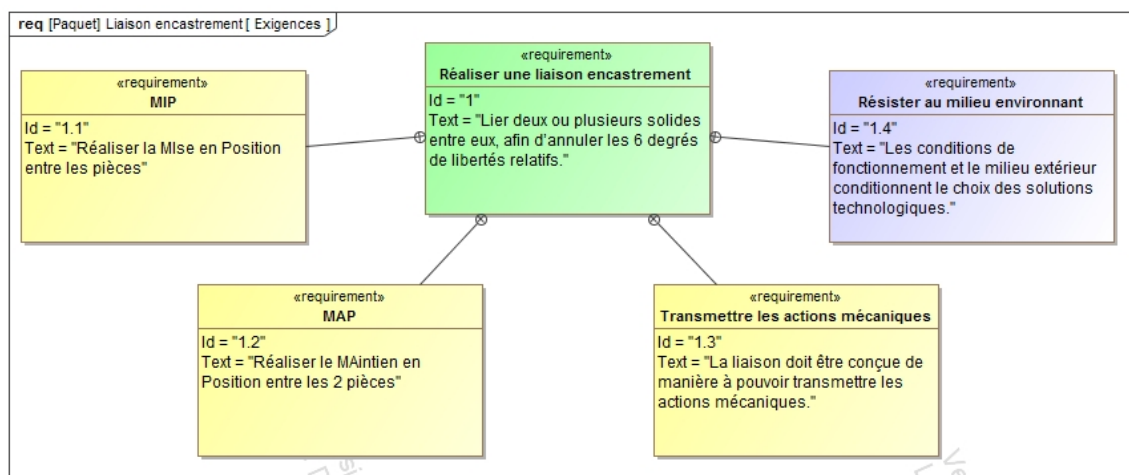 req [Paquet] Liaison encastrement [ Exigences ]
«requirement»
Réaliser une liaison encastrement
Id = "1"
Text = "Lier deux ou plusieurs solides
entre eux, afin d'annuler les 6 degrés
de libertés relatifs."
«requirement»
MIP
Id = "1.1"
Text = "Réaliser la MIse en Position
entre les pièces"
«requirement»
Résister au milieu environnant
Id = "1.4"
Text = "Les conditions de
fonctionnement et le milieu extérieur
conditionnent le choix des solutions
technologiques."
«requirement»
MAP
Id = "1.2"
Text = "Réaliser le MAintien en
Position entre les 2 pièces"
«requirement»
Transmettre les actions mécaniques
Id = "1.3"
Text = "La liaison doit être conçue de
manière à pouvoir transmettre les
actions mécaniques."